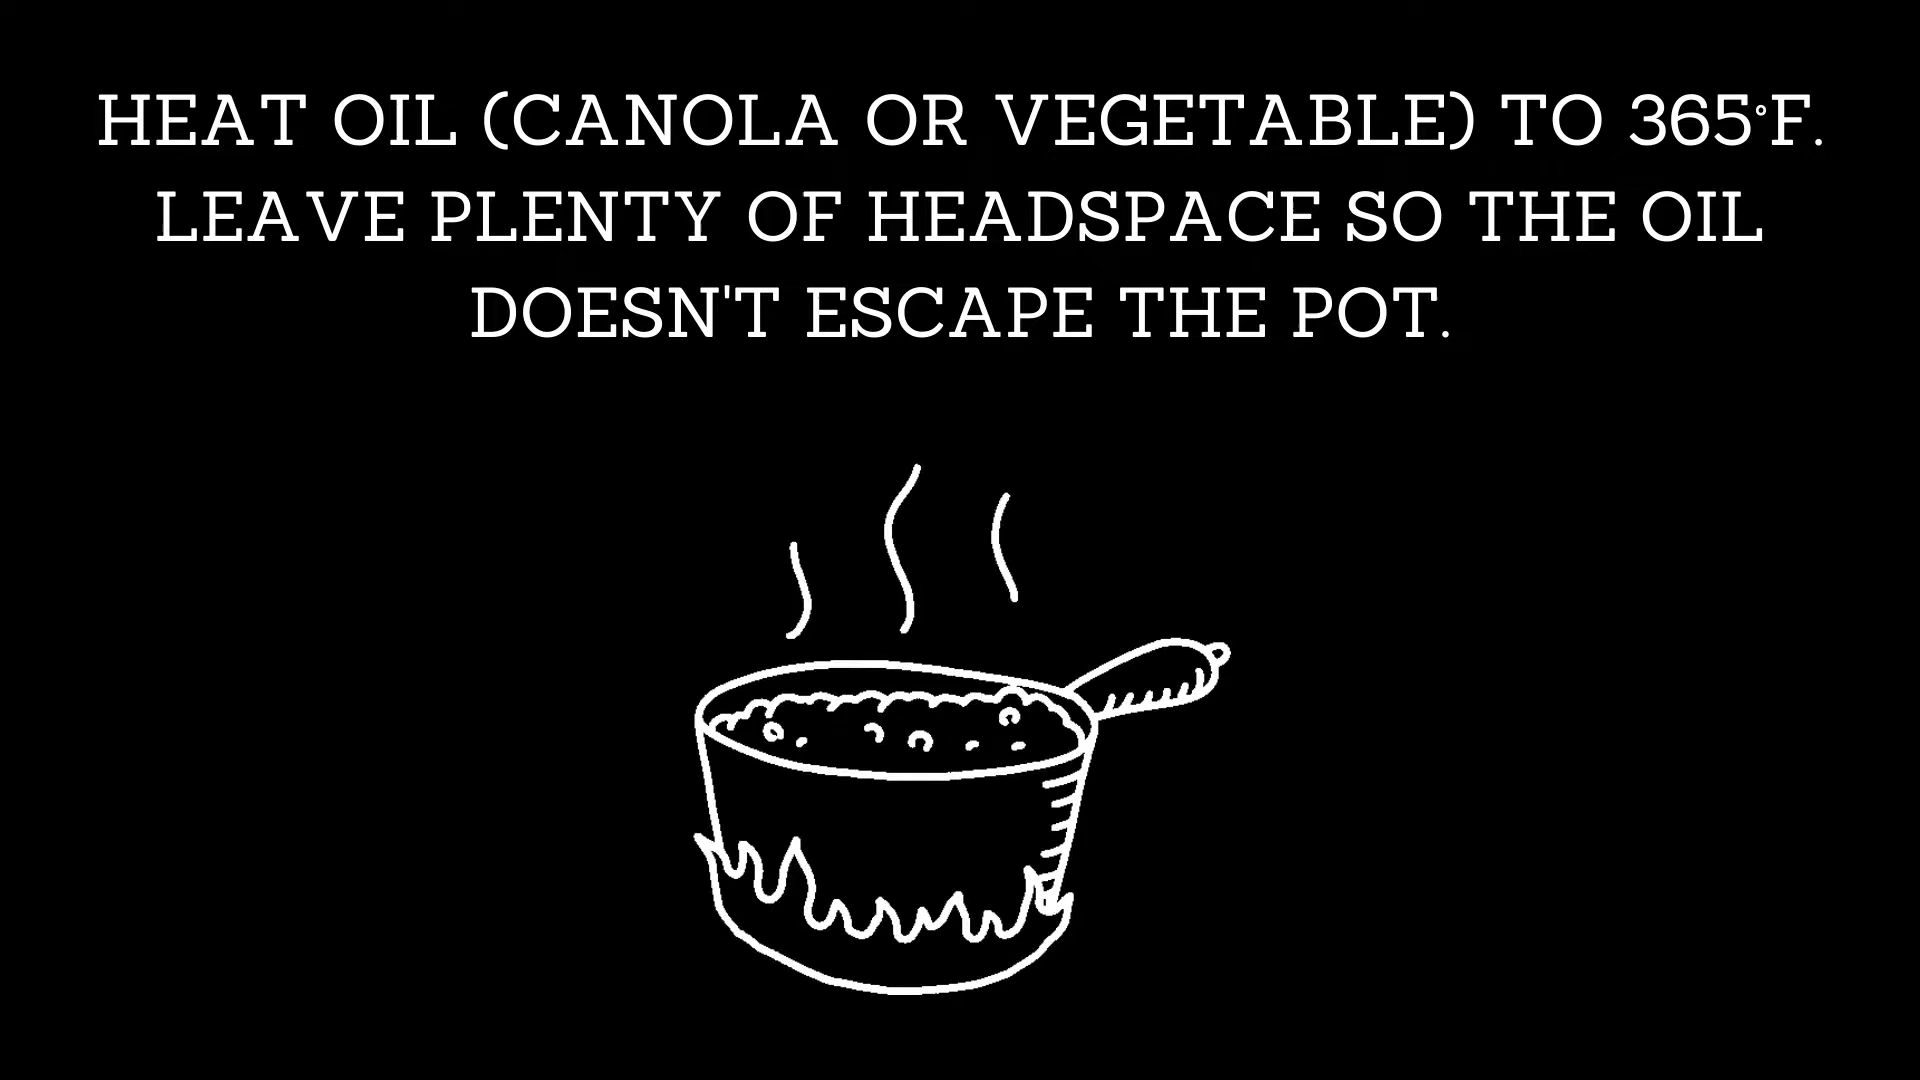 HEAT OIL (CANOLA OR VEGETABLE) TO 365°F.
LEAVE PLENTY OF HEADSPACE SO THE OIL
DOESN'T ESCAPE THE POT.